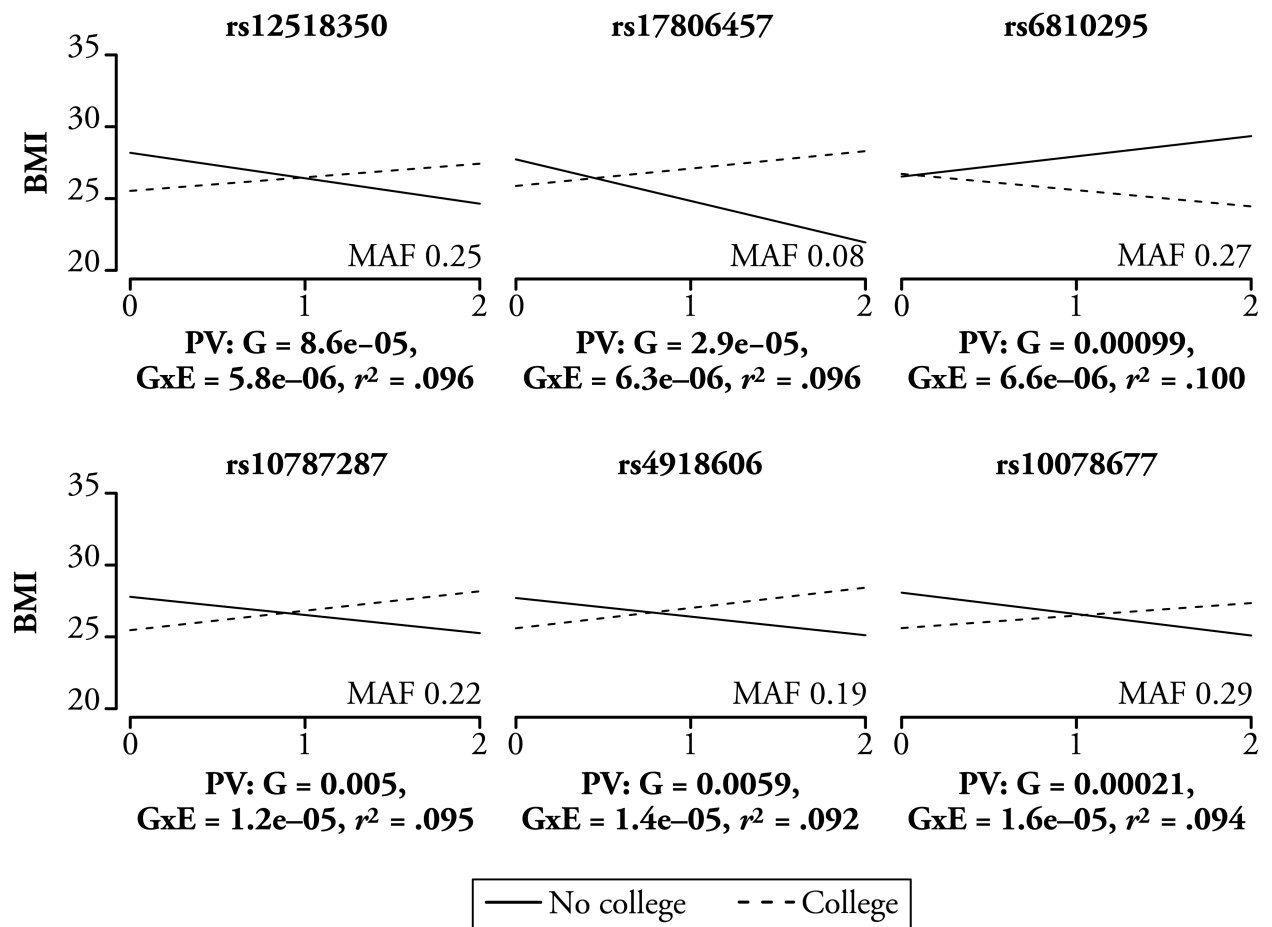 rs12518350 rs17806457 rs6810295
35
30
25
20
BMI
MAF 0.25 MAF 0.08 MAF 0.27
0 1 2 0 1 2 0 1 2
PV: G = 8.6e–05, PV: G = 2.9e–05, PV: G = 0.00099,
GxE = 5.8e–06, r² = .096 GxE = 6.3e–06, r² = .096 GxE = 6.6e–06, r² = .100
rs10787287 rs4918606 rs10078677
35
30
25
20
BMI
MAF 0.22 MAF 0.19 MAF 0.29
0 1 2 0 1 2 0 1 2
PV: G = 0.005, PV: G = 0.0059, PV: G = 0.00021,
GxE = 1.2e–05, r² = .095 GxE = 1.4e–05, r² = .092 GxE = 1.6e–05, r² = .094
No college College